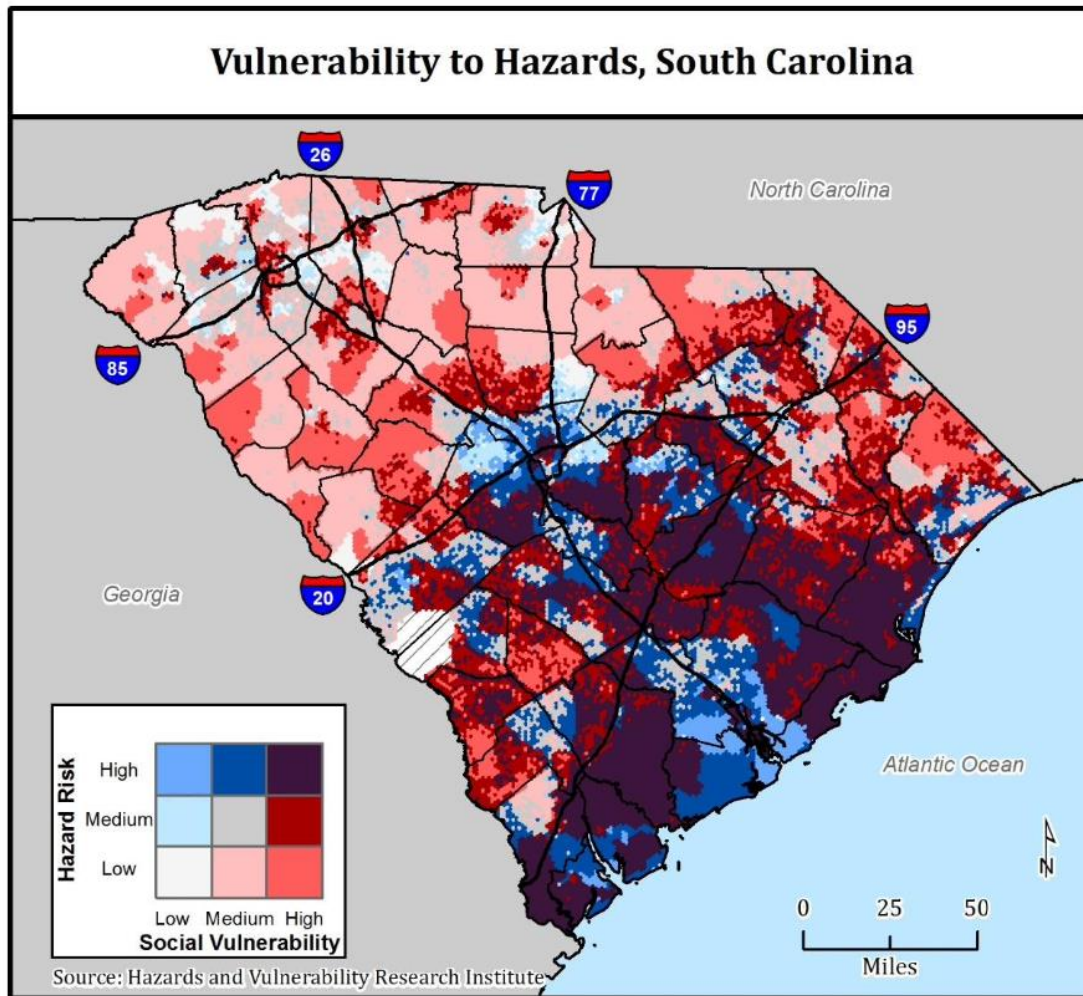 Vulnerability to Hazards, South Carolina
26
77
North Carolina
95
85
20
Georgia
Atlantic Ocean
N
0 25 50
Miles
Hazard Risk
High
Medium
Low
Low Medium High
Social Vulnerability
Source: Hazards and Vulnerability Research Institute